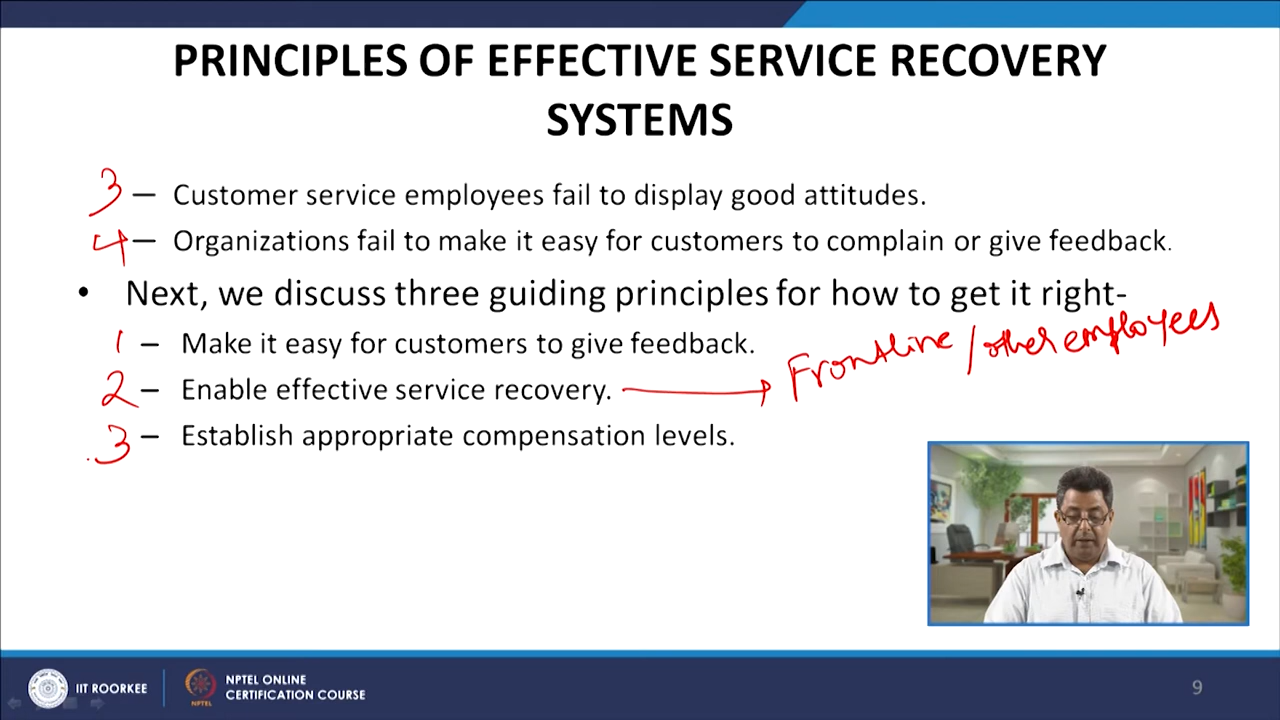 PRINCIPLES OF EFFECTIVE SERVICE RECOVERY
SYSTEMS
3 – Customer service employees fail to display good attitudes.
4 – Organizations fail to make it easy for customers to complain or give feedback.
• Next, we discuss three guiding principles for how to get it right-
1 – Make it easy for customers to give feedback.
2 – Enable effective service recovery. → Frontline / other employees
3 – Establish appropriate compensation levels.
IIT ROORKEE
NPTEL
NPTEL ONLINE
CERTIFICATION COURSE
9